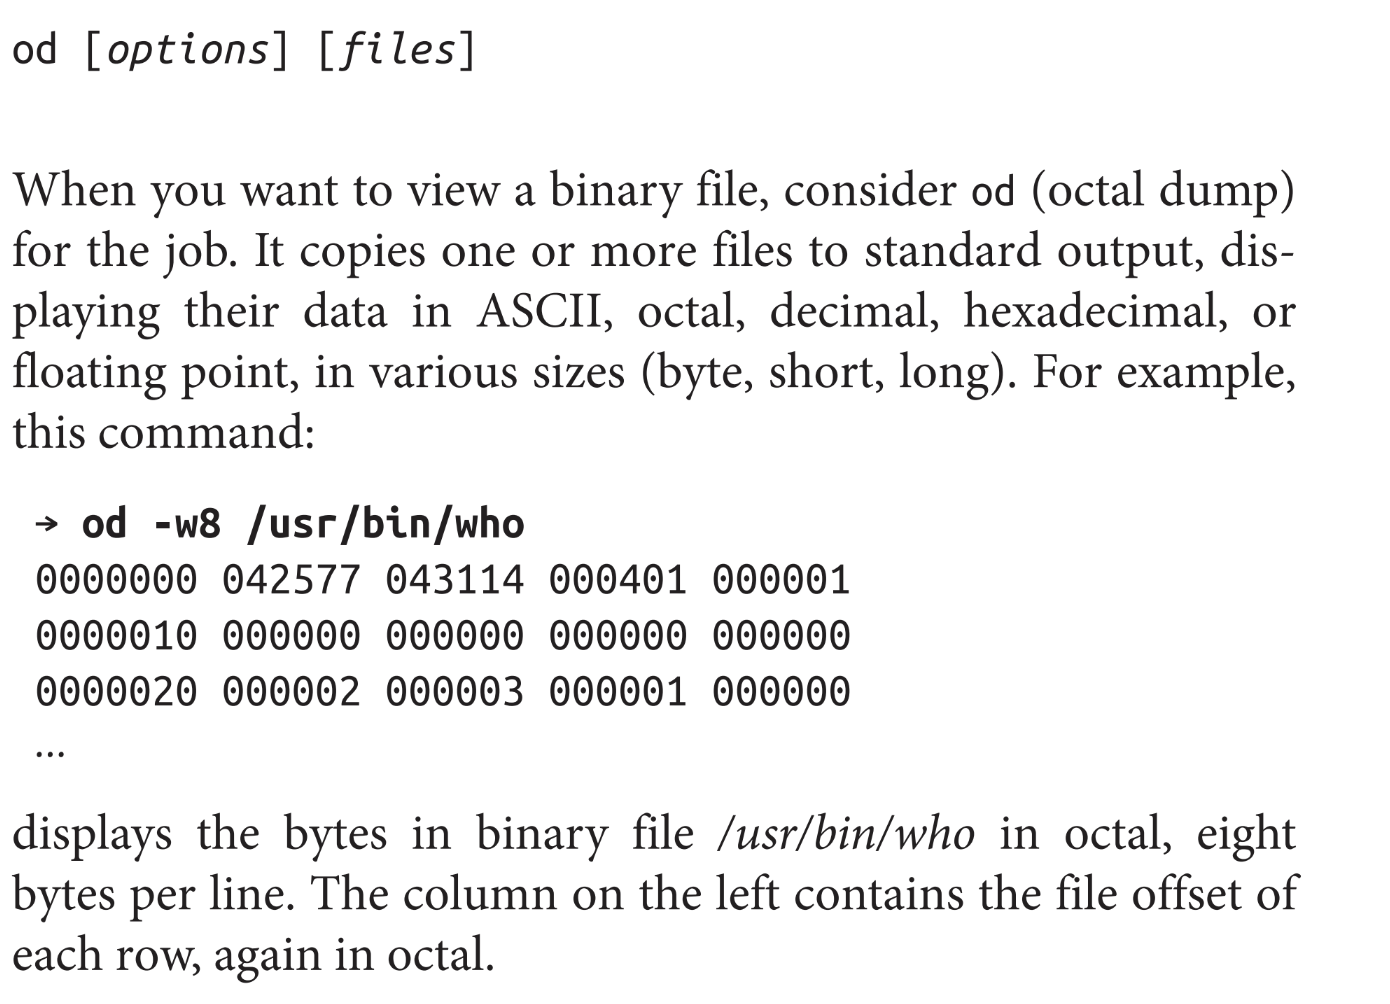 od [options] [files]
When you want to view a binary file, consider od (octal dump)
for the job. It copies one or more files to standard output, dis-
playing their data in ASCII, octal, decimal, hexadecimal, or
floating point, in various sizes (byte, short, long). For example,
this command:
→ od -w8 /usr/bin/who
0000000 042577 043114 000401 000001
0000010 000000 000000 000000 000000
0000020 000002 000003 000001 000000
...
displays the bytes in binary file /usr/bin/who in octal, eight
bytes per line. The column on the left contains the file offset of
each row, again in octal.